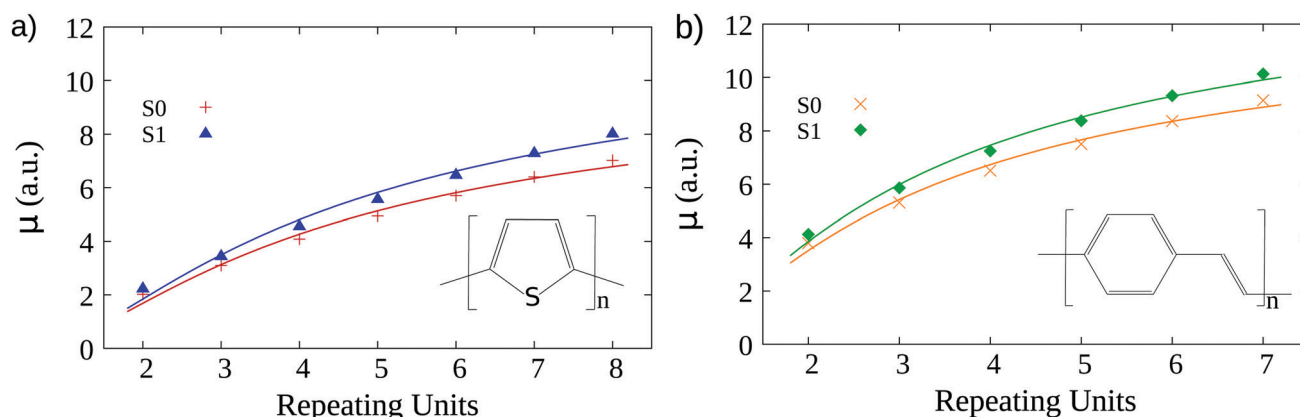 a)
12
10
8
6
4
2
0
μ (a.u.)
S0
S1
S
n
2 3 4 5 6 7 8
Repeating Units
b)
12
10
8
6
4
2
0
μ (a.u.)
S0
S1
n
2 3 4 5 6 7
Repeating Units